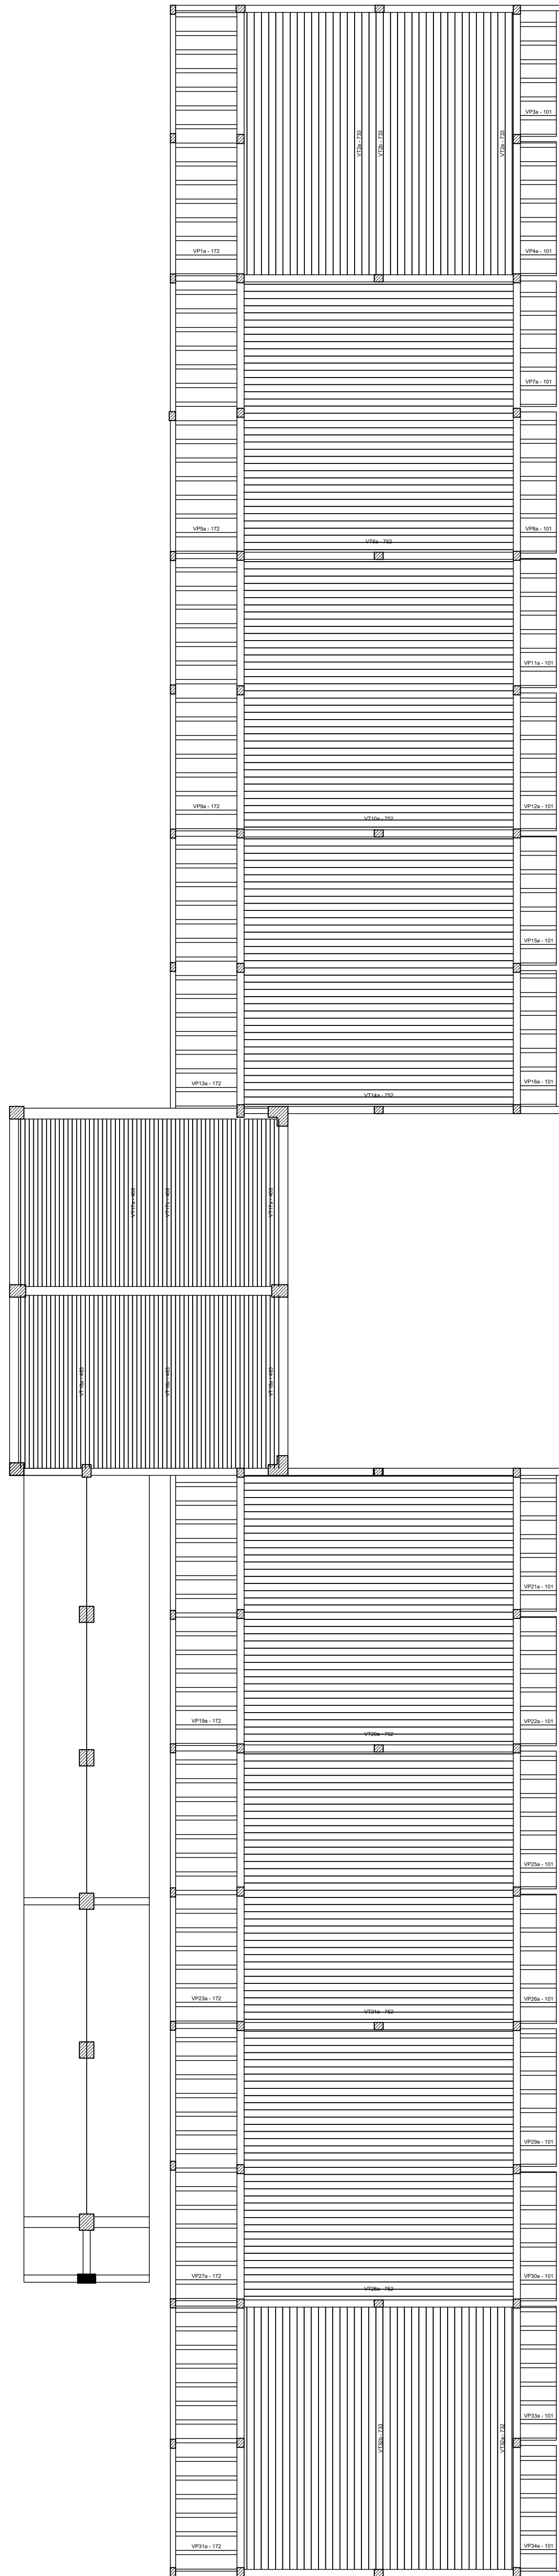 VP3a - 101
VT2a - 733
VT2b - 733
VT2a - 733
VP1a - 172
VP4a - 101
VP7a - 101
VP5a - 172
VP8a - 101
VT6a - 752
VP11a - 101
VP9a - 172
VP12a - 101
VT10a - 752
VP15a - 101
VP13a - 172
VP16a - 101
VT14a - 752
VP21a - 101
VP19a - 172
VP22a - 101
VT20a - 752
VP25a - 101
VP23a - 172
VP26a - 101
VT24a - 752
VP29a - 101
VP27a - 172
VP30a - 101
VT28a - 752
VP33a - 101
VT32b - 733
VT32a - 732
VP31a - 172
VP34a - 101